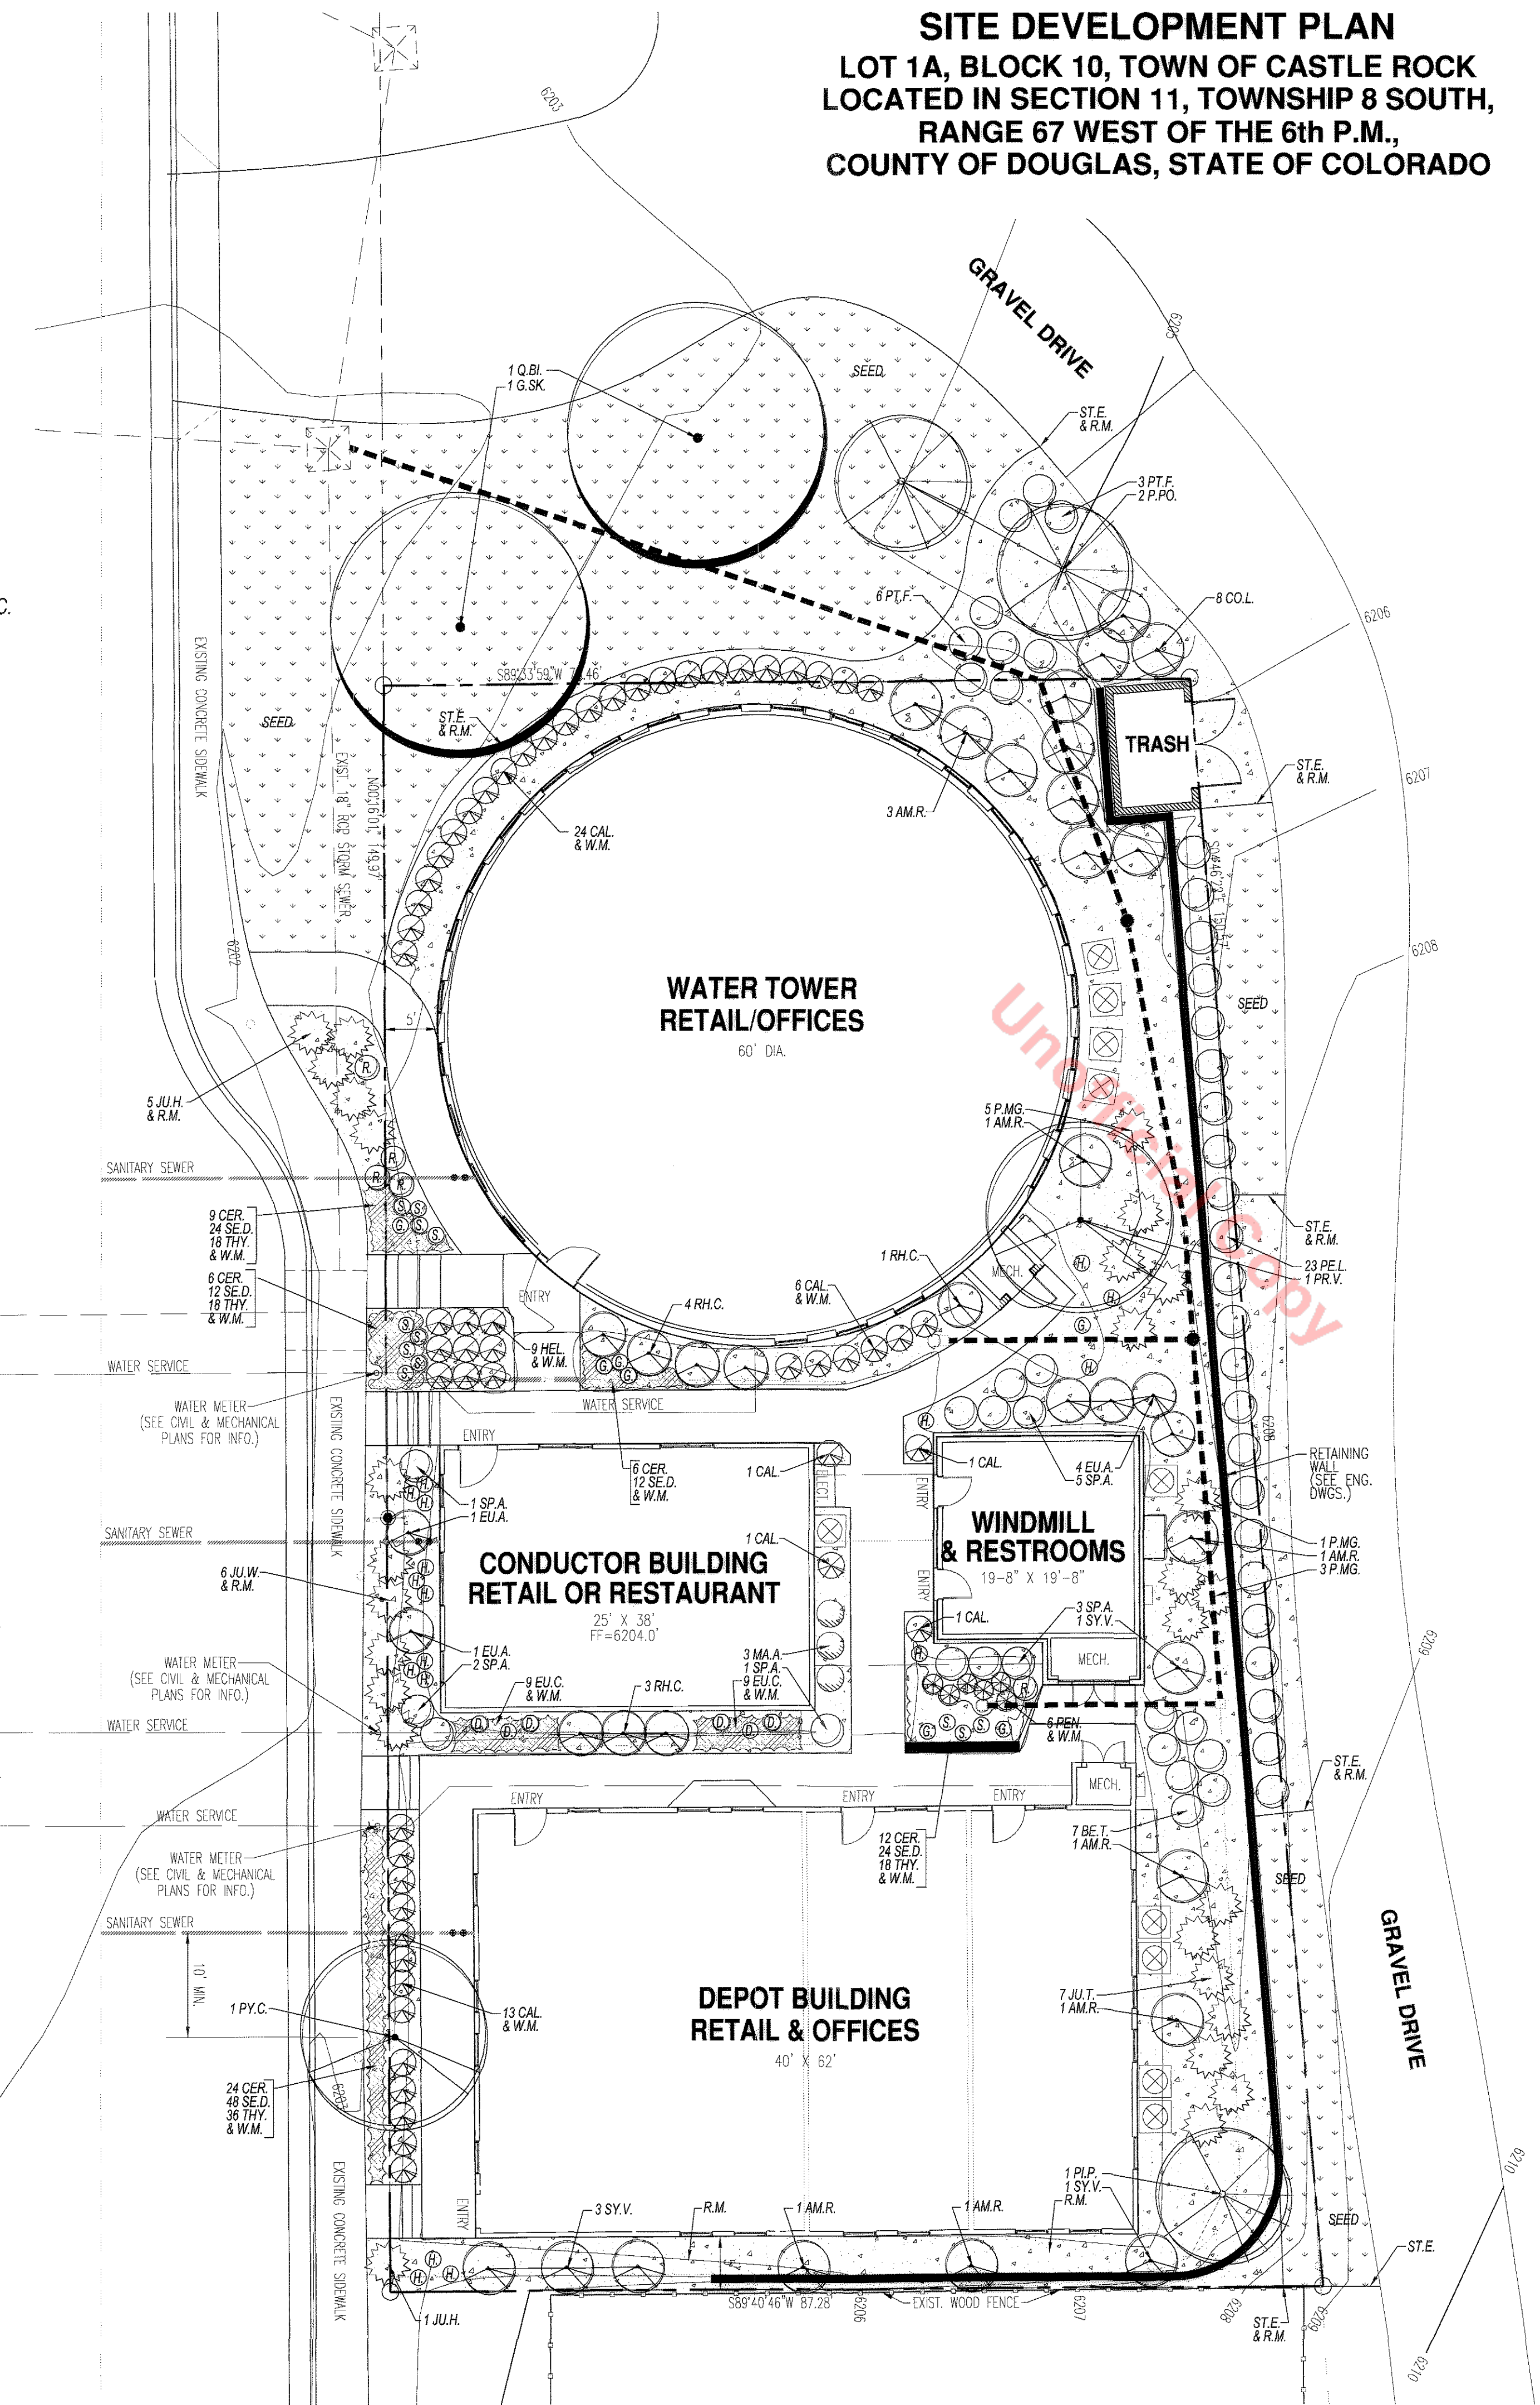 SITE DEVELOPMENT PLAN
LOT 1A, BLOCK 10, TOWN OF CASTLE ROCK
LOCATED IN SECTION 11, TOWNSHIP 8 SOUTH,
RANGE 67 WEST OF THE 6th P.M.,
COUNTY OF DOUGLAS, STATE OF COLORADO
6203
GRAVEL DRIVE
6205
1 Q.BI.
1 G.SK.
SEED
ST.E.
& R.M.
3 PT.F.
2 P.PO.
C.
6 PT.F.
8 CO.L.
6206
EXISTING CONCRETE SIDEWALK
S89°33'59"W
SEED
ST.E.
& R.M.
TRASH
ST.E.
& R.M.
6207
EXIST. 18" RCP STORM SEWER
N00°16'01" 149.97'
24 CAL.
& W.M.
3 AM.R.
6202
6208
WATER TOWER
RETAIL/OFFICES
60' DIA.
5'
SEED
Unofficial Copy
5 JU.H.
& R.M.
5 P.MG.
1 AM.R.
R.
SANITARY SEWER
R.
R.
R.
S.
S.
G.
S.
S.
9 CER.
24 SE.D.
18 THY.
& W.M.
ST.E.
& R.M.
1 RH.C.
MECH.
H.
23 PE.L.
1 PR.V.
6 CER.
12 SE.D.
18 THY.
& W.M.
ENTRY
4 RH.C.
6 CAL.
& W.M.
H.
G.
S.
S.
S.
S.
9 HEL.
& W.M.
G.
G.
G.
H.
WATER SERVICE
WATER SERVICE
WATER METER
(SEE CIVIL & MECHANICAL
PLANS FOR INFO.)
EXISTING CONCRETE SIDEWALK
ENTRY
H.
6208
RETAINING
WALL
(SEE ENG.
DWGS.)
6 CER.
12 SE.D.
& W.M.
1 CAL.
ELECT.
1 CAL.
4 EU.A.
5 SP.A.
ENTRY
H.
H.
H.
1 SP.A.
1 EU.A.
SANITARY SEWER
CONDUCTOR BUILDING
RETAIL OR RESTAURANT
25' X 38'
FF=6204.0'
1 CAL.
WINDMILL
& RESTROOMS
19-8" X 19'-8"
ENTRY
1 P.MG.
1 AM.R.
3 P.MG.
6 JU.W.
& R.M.
H.
H.
H.
1 CAL.
3 SP.A.
1 SY.V.
1 EU.A.
2 SP.A.
H.
H.
H.
WATER METER
(SEE CIVIL & MECHANICAL
PLANS FOR INFO.)
3 MA.A.
1 SP.A.
9 EU.C.
& W.M.
H.
MECH.
9 EU.C.
& W.M.
3 RH.C.
R.
WATER SERVICE
D.
D.
D.
D.
D.
D.
G.
S.
S.
S.
G.
6 PEN.
& W.M.
6209
ST.E.
& R.M.
MECH.
ENTRY
ENTRY
ENTRY
WATER SERVICE
WATER METER
(SEE CIVIL & MECHANICAL
PLANS FOR INFO.)
12 CER.
24 SE.D.
18 THY.
& W.M.
7 BE.T.
1 AM.R.
SEED
SANITARY SEWER
10' MIN.
GRAVEL DRIVE
DEPOT BUILDING
RETAIL & OFFICES
40' X 62'
1 PY.C.
13 CAL.
& W.M.
7 JU.T.
1 AM.R.
24 CER.
48 SE.D.
36 THY.
& W.M.
6210
EXISTING CONCRETE SIDEWALK
ENTRY
3 SY.V.
R.M.
1 AM.R.
1 AM.R.
1 PI.P.
1 SY.V.
R.M.
SEED
ST.E.
H.
H.
H.
S89°40'46"W 87.28'
6206
EXIST. WOOD FENCE
6207
6208
6209
ST.E.
& R.M.
1 JU.H.
6210